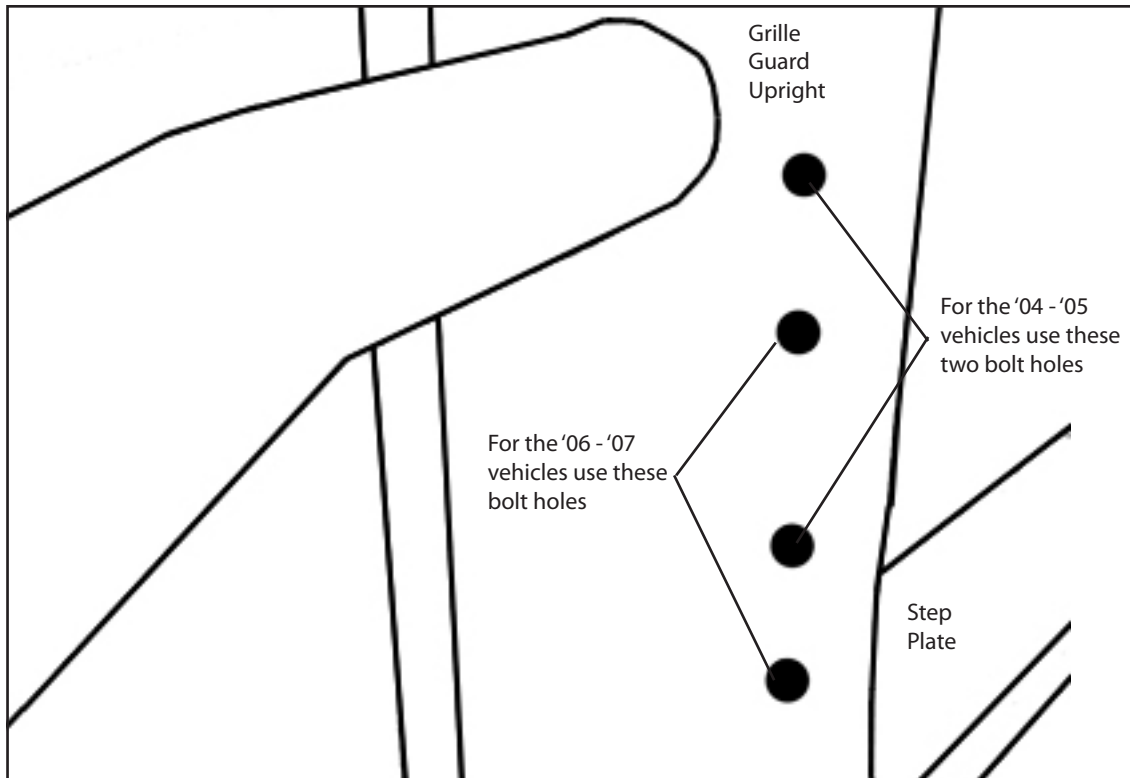 Grille
Guard
Upright
For the ‘04 - ‘05
vehicles use these
two bolt holes
For the ‘06 - ‘07
vehicles use these
bolt holes
Step
Plate